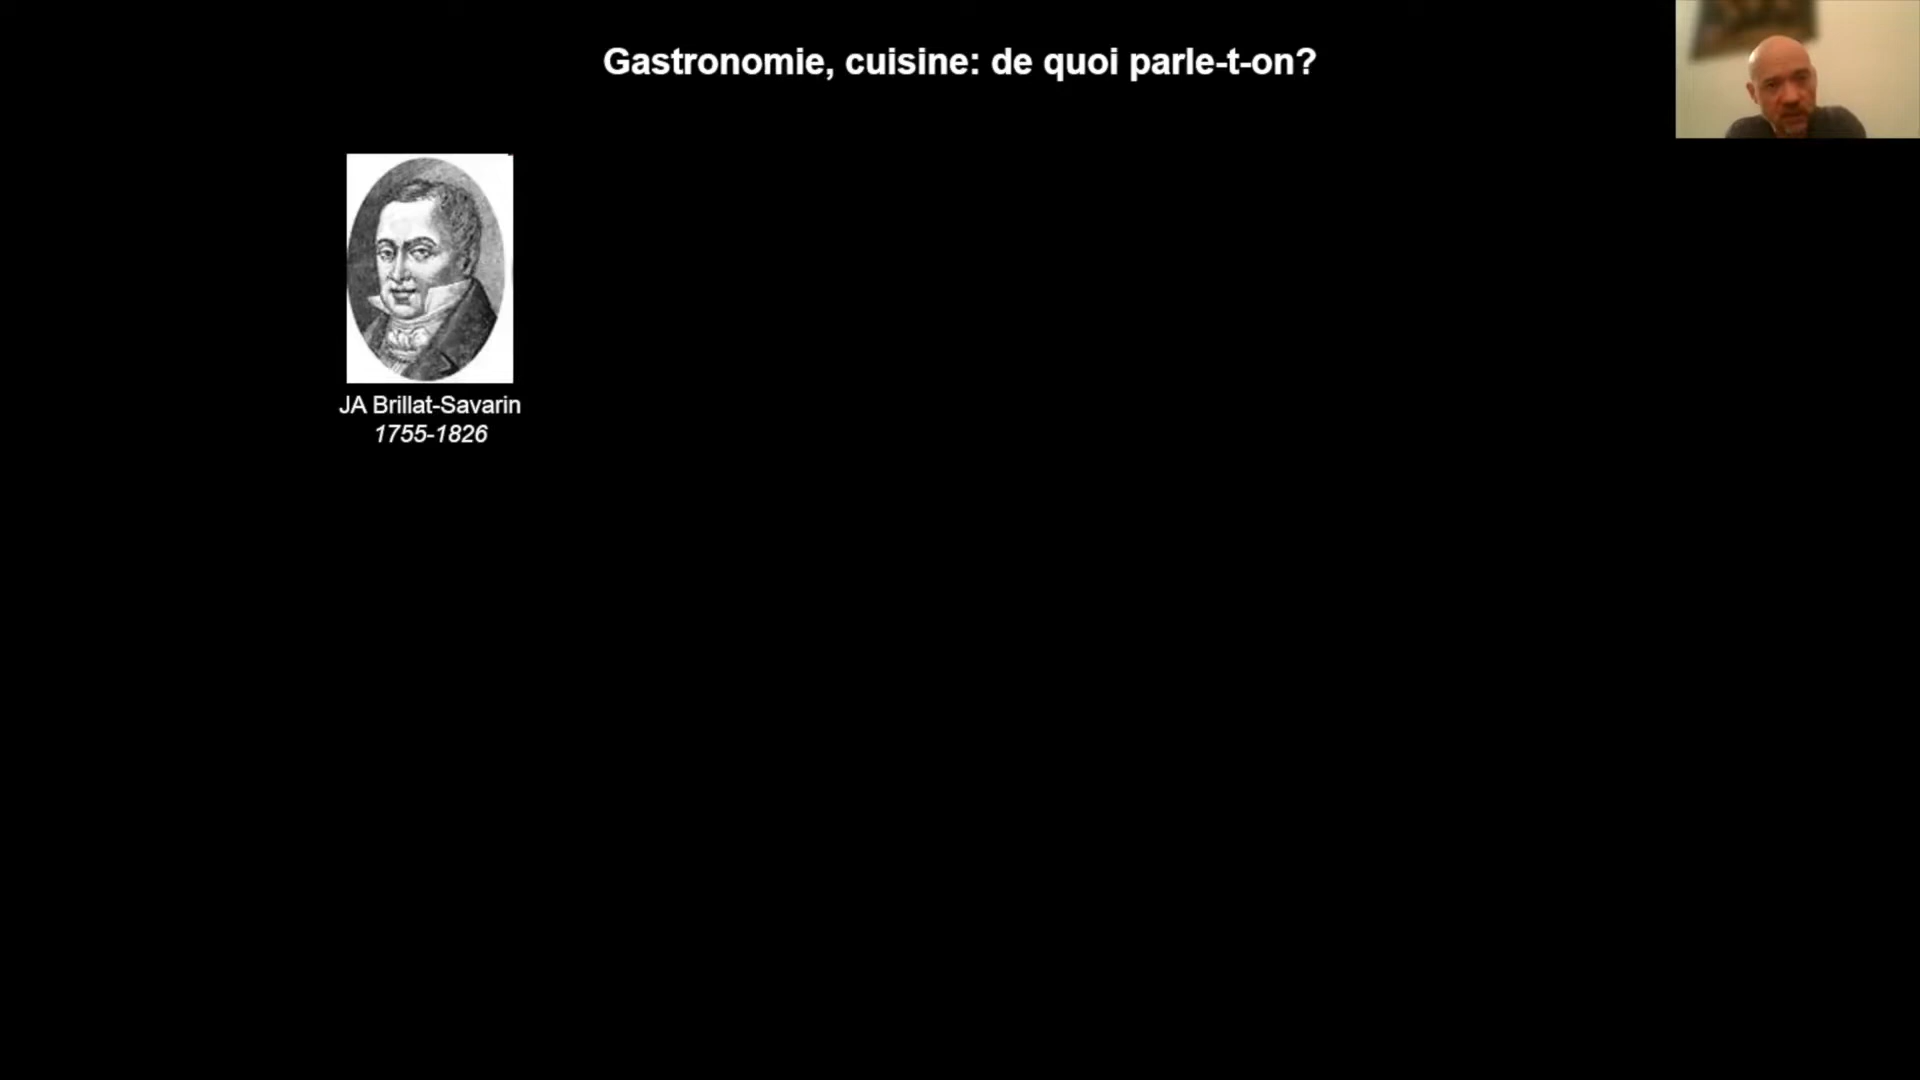 Gastronomie, cuisine: de quoi parle-t-on?
JA Brillat-Savarin
1755-1826